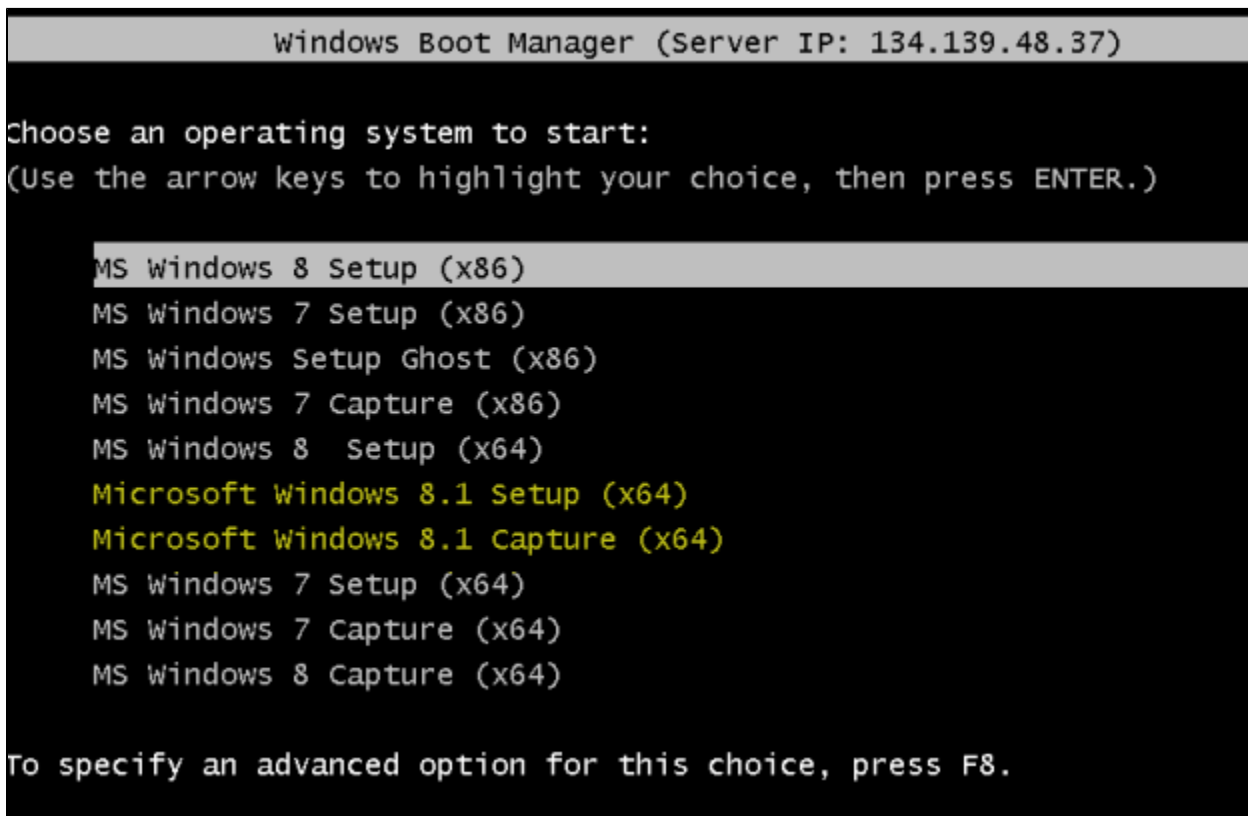 Windows Boot Manager (Server IP: 134.139.48.37)
Choose an operating system to start:
(Use the arrow keys to highlight your choice, then press ENTER.)
MS Windows 8 Setup (x86)
MS Windows 7 Setup (x86)
MS Windows Setup Ghost (x86)
MS Windows 7 Capture (x86)
MS Windows 8  Setup (x64)
Microsoft Windows 8.1 Setup (x64)
Microsoft Windows 8.1 Capture (x64)
MS Windows 7 Setup (x64)
MS Windows 7 Capture (x64)
MS Windows 8 Capture (x64)
To specify an advanced option for this choice, press F8.